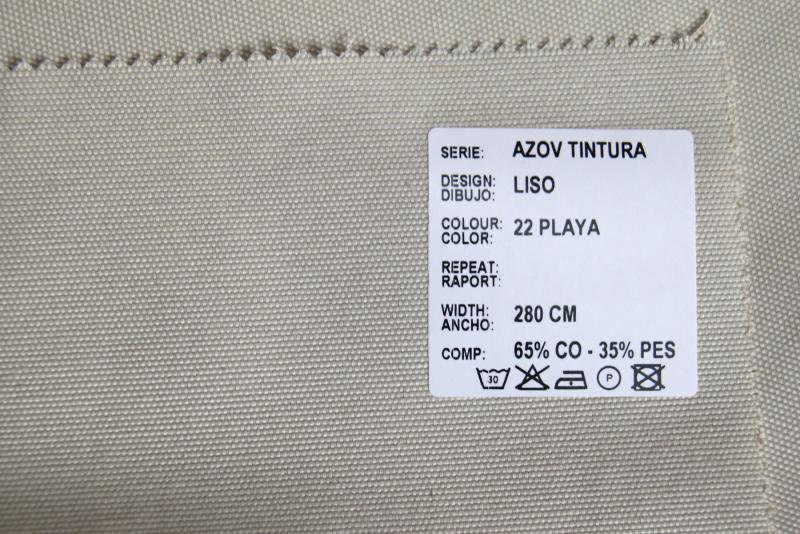 SERIE: AZOV TINTURA
DESIGN: LISO
DIBUJO:
COLOUR: 22 PLAYA
COLOR:
REPEAT:
RAPORT:
WIDTH: 280 CM
ANCHO:
COMP: 65% CO - 35% PES
30 P